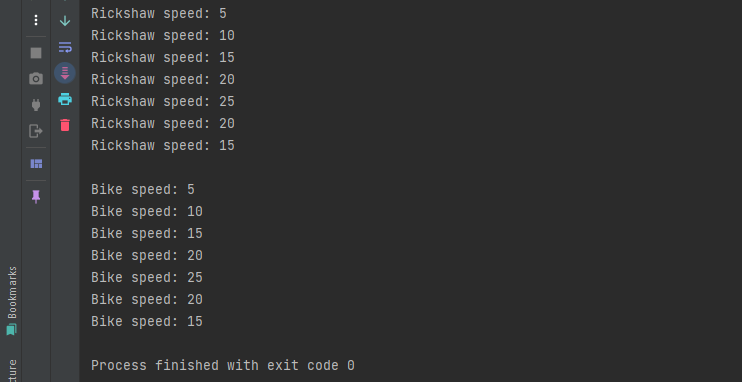 Rickshaw speed: 5
Rickshaw speed: 10
Rickshaw speed: 15
Rickshaw speed: 20
Rickshaw speed: 25
Rickshaw speed: 20
Rickshaw speed: 15
Bike speed: 5
Bike speed: 10
Bike speed: 15
Bike speed: 20
Bike speed: 25
Bike speed: 20
Bike speed: 15
Process finished with exit code 0
Bookmarks